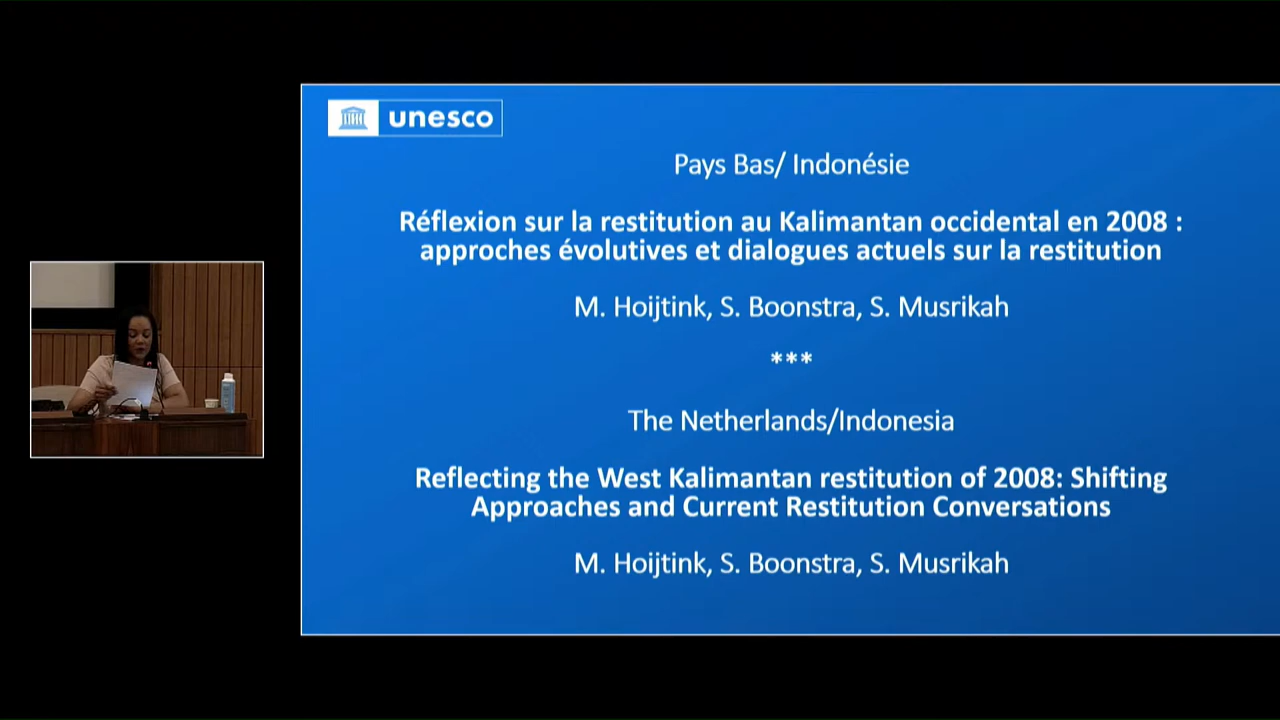 unesco
Pays Bas/ Indonésie
Réflexion sur la restitution au Kalimantan occidental en 2008 :
approches évolutives et dialogues actuels sur la restitution
M. Hoijtink, S. Boonstra, S. Musrikah
***
The Netherlands/Indonesia
Reflecting the West Kalimantan restitution of 2008: Shifting
Approaches and Current Restitution Conversations
M. Hoijtink, S. Boonstra, S. Musrikah